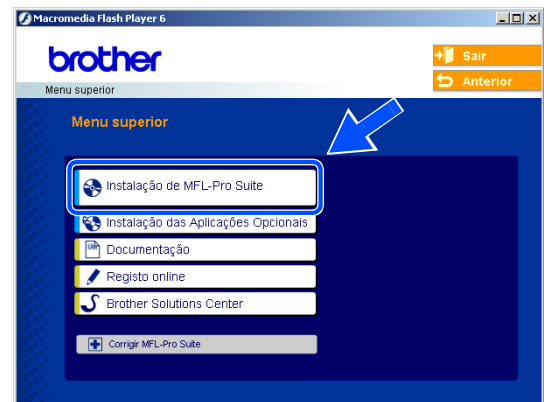 Macromedia Flash Player 6
brother
Sair
Anterior
Menu superior
Menu superior
Instalação de MFL-Pro Suite
Instalação das Aplicações Opcionais
Documentação
Registo online
Brother Solutions Center
Corrigir MFL-Pro Suite